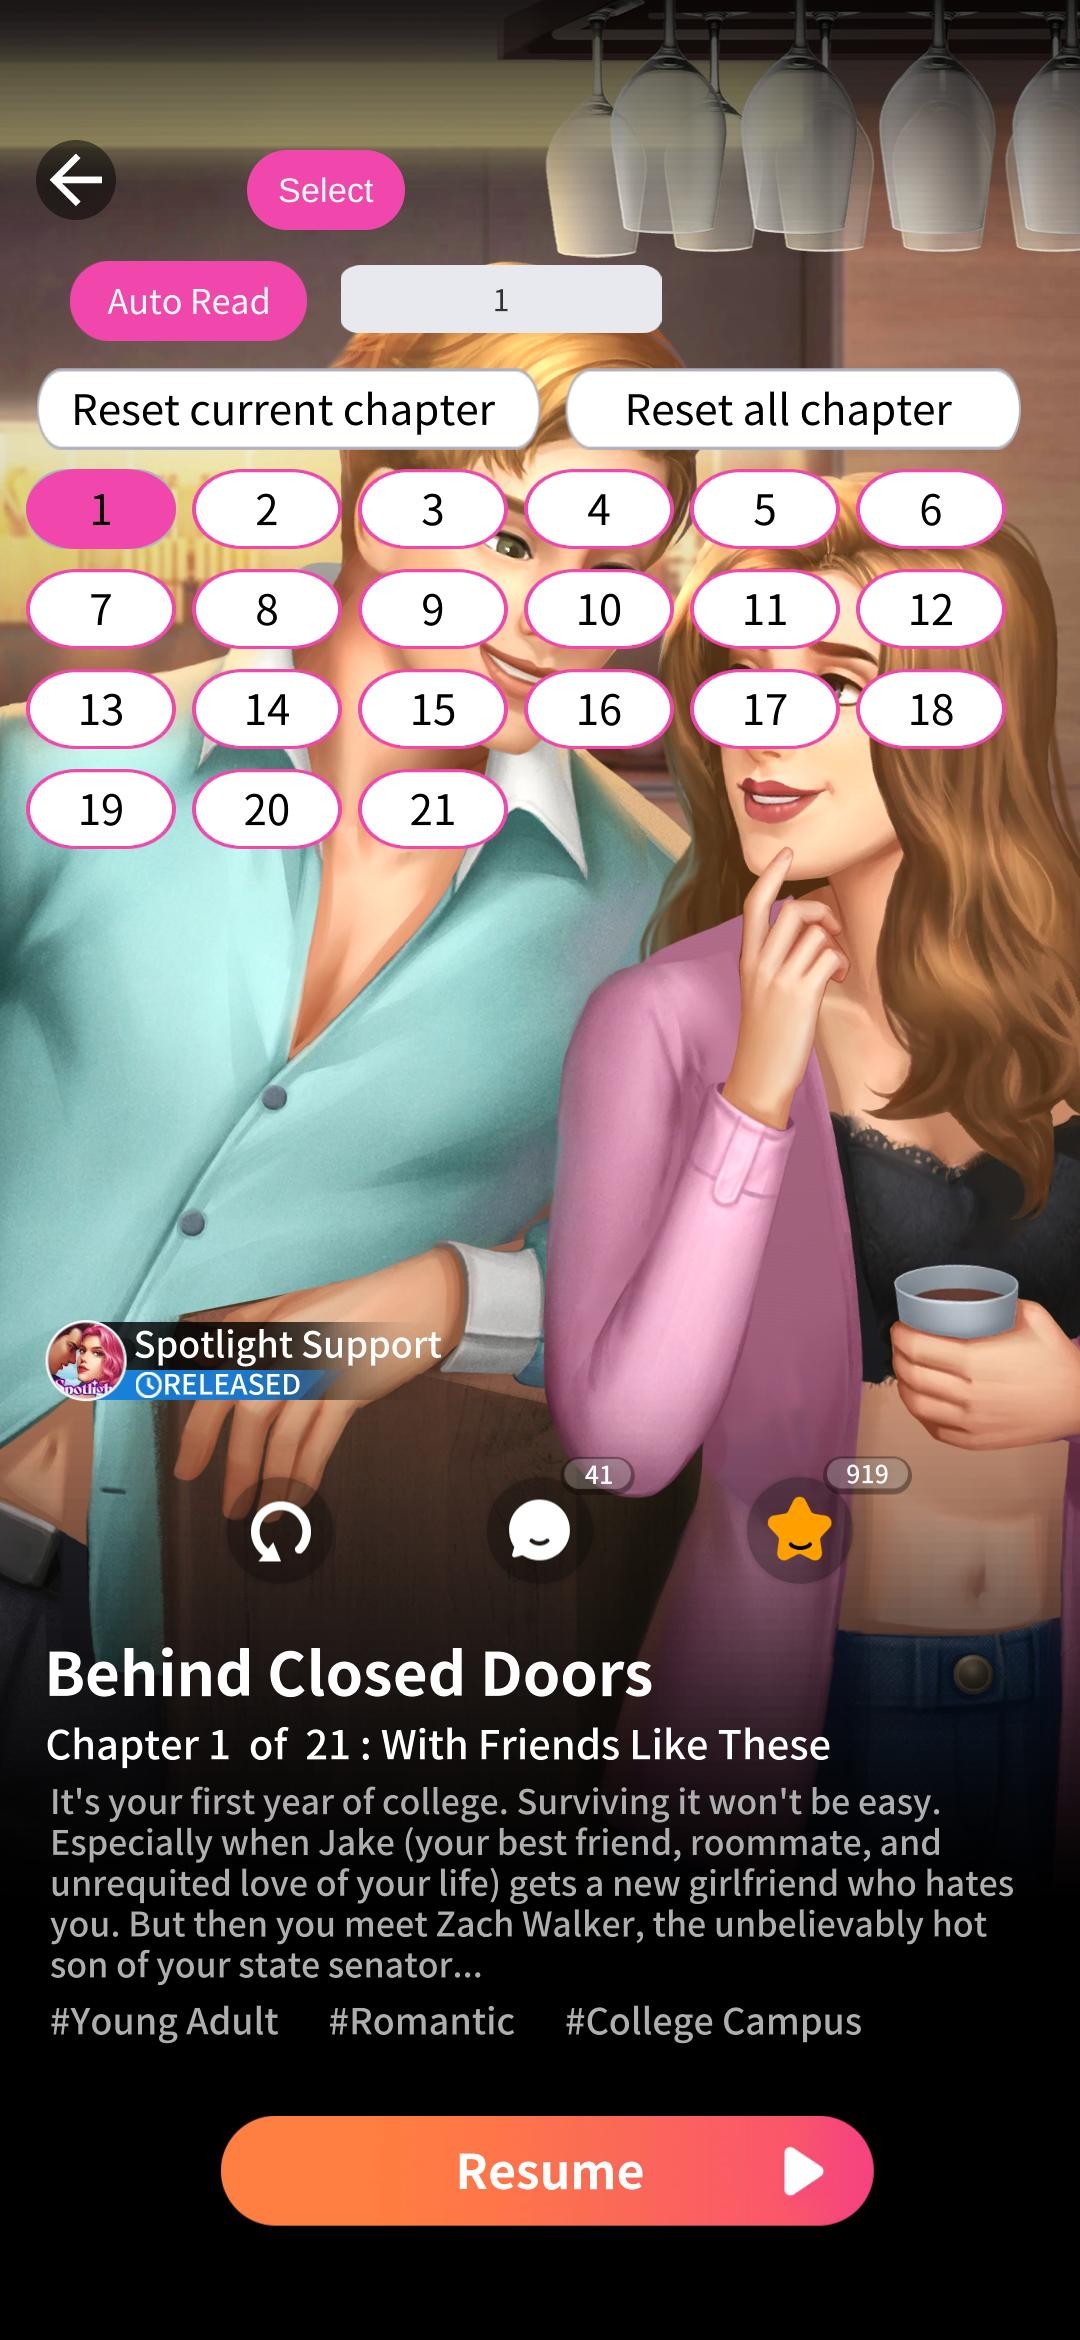 Select
Auto Read
1
Reset current chapter
Reset all chapter
1 2 3 4 5 6
7 8 9 10 11 12
13 14 15 16 17 18
19 20 21
Spotlight Support
RELEASED
41
919
Behind Closed Doors
Chapter 1 of 21 : With Friends Like These
It's your first year of college. Surviving it won't be easy.
Especially when Jake (your best friend, roommate, and
unrequited love of your life) gets a new girlfriend who hates
you. But then you meet Zach Walker, the unbelievably hot
son of your state senator...
#Young Adult #Romantic #College Campus
Resume